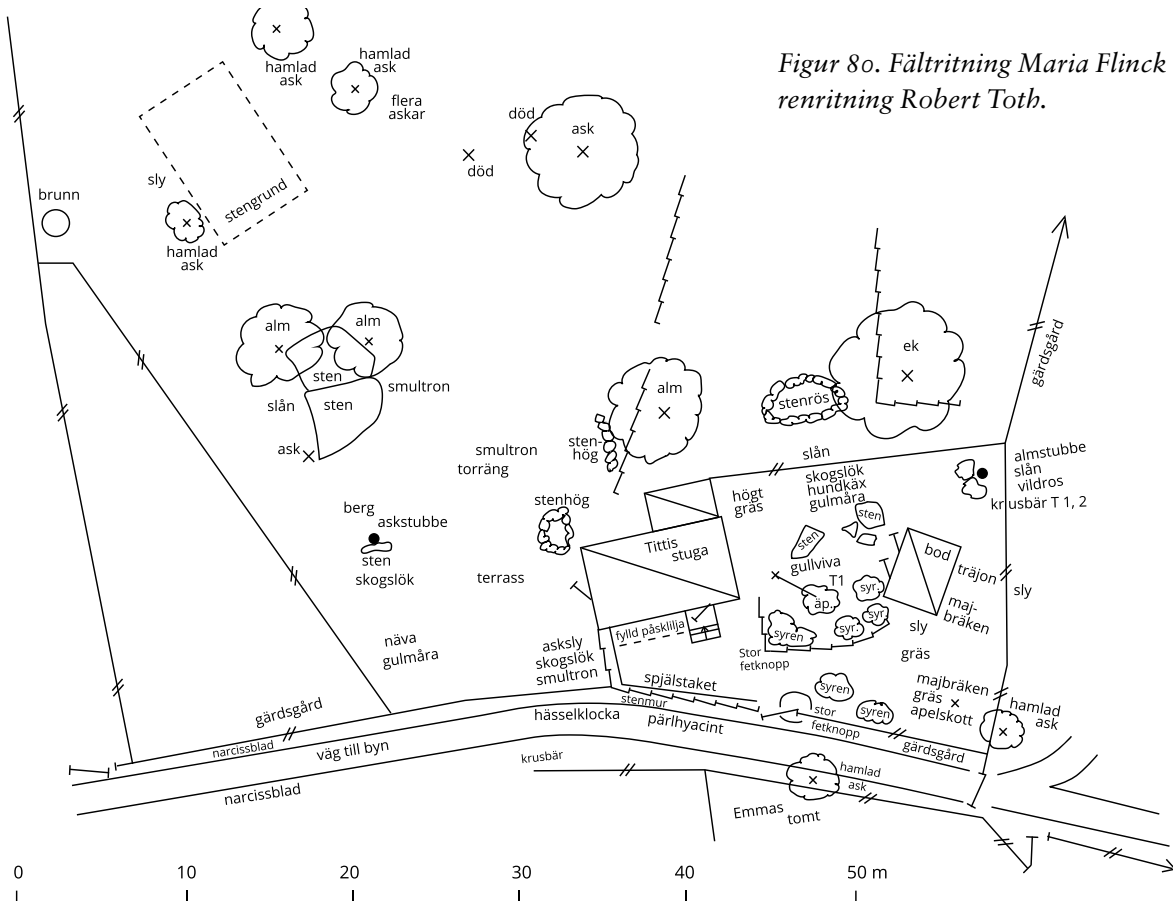 Figur 80. Fältritning Maria Flinck
renritning Robert Toth.
hamlad
ask
hamlad
ask
flera
askar
död
ask
död
brunn
sly
stengrund
hamlad
ask
gärdsgård
alm
alm
sten
sten
smultron
slån
ask
ek
alm
stenrös
sten-
hög
smultron
torräng
slån
skogslök
hundkäx
gulmåra
almstubbe
slån
vildros
krusbär T 1, 2
högt
gräs
stenhög
berg
askstubbe
sten
skogslök
terrass
Tittis
stuga
sten
sten
gullviva
T1
äp.
syr.
syr.
syr.
syren
bod
träjon
maj-
bräken
sly
sly
gräs
fylld påsklilja
Stor
fetknopp
näva
gulmåra
asksly
skogslök
smultron
spjälstaket
stenmur
syren
syren
stor
fetknopp
majbräken
gräs
apelskott
hamlad
ask
gärdsgård
gärdsgård
narcissblad
väg till byn
hässelklocka
pärlhyacint
krusbär
narcissblad
hamlad
ask
Emmas
tomt
0 10 20 30 40 50 m